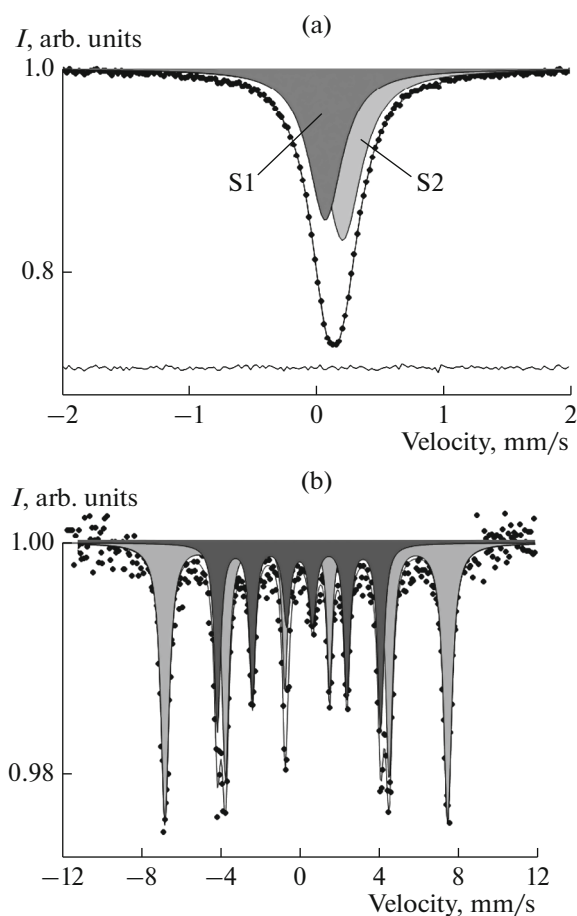 (a)
I, arb. units
1.0
S1
S2
0.8
−2
−1
0
1
2
Velocity, mm/s
(b)
I, arb. units
1.00
0.98
−12
−8
−4
0
4
8
12
Velocity, mm/s